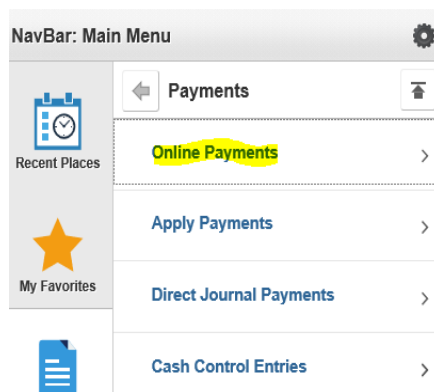 NavBar: Main Menu
Payments
Recent Places
Online Payments
My Favorites
Apply Payments
Direct Journal Payments
Cash Control Entries